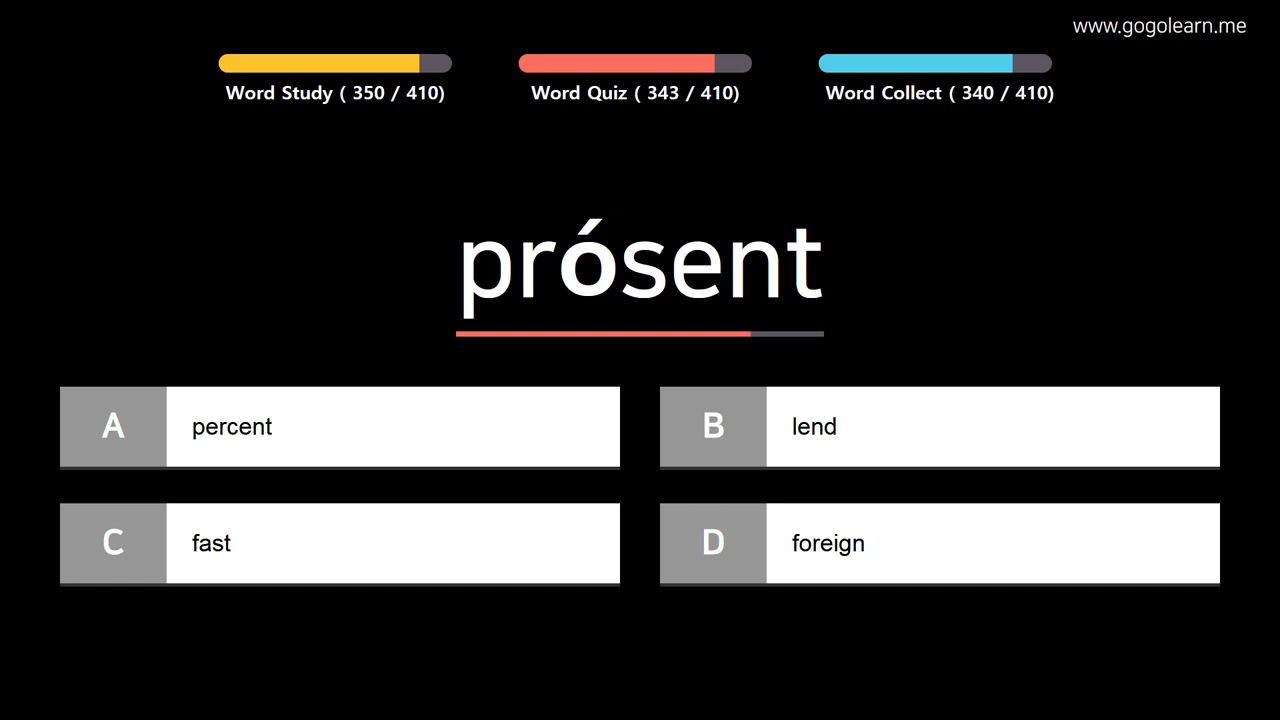 www.gogolearn.me
Word Study ( 350 / 410)
Word Quiz ( 343 / 410)
Word Collect ( 340 / 410)
prósent
A
percent
B
lend
C
fast
D
foreign